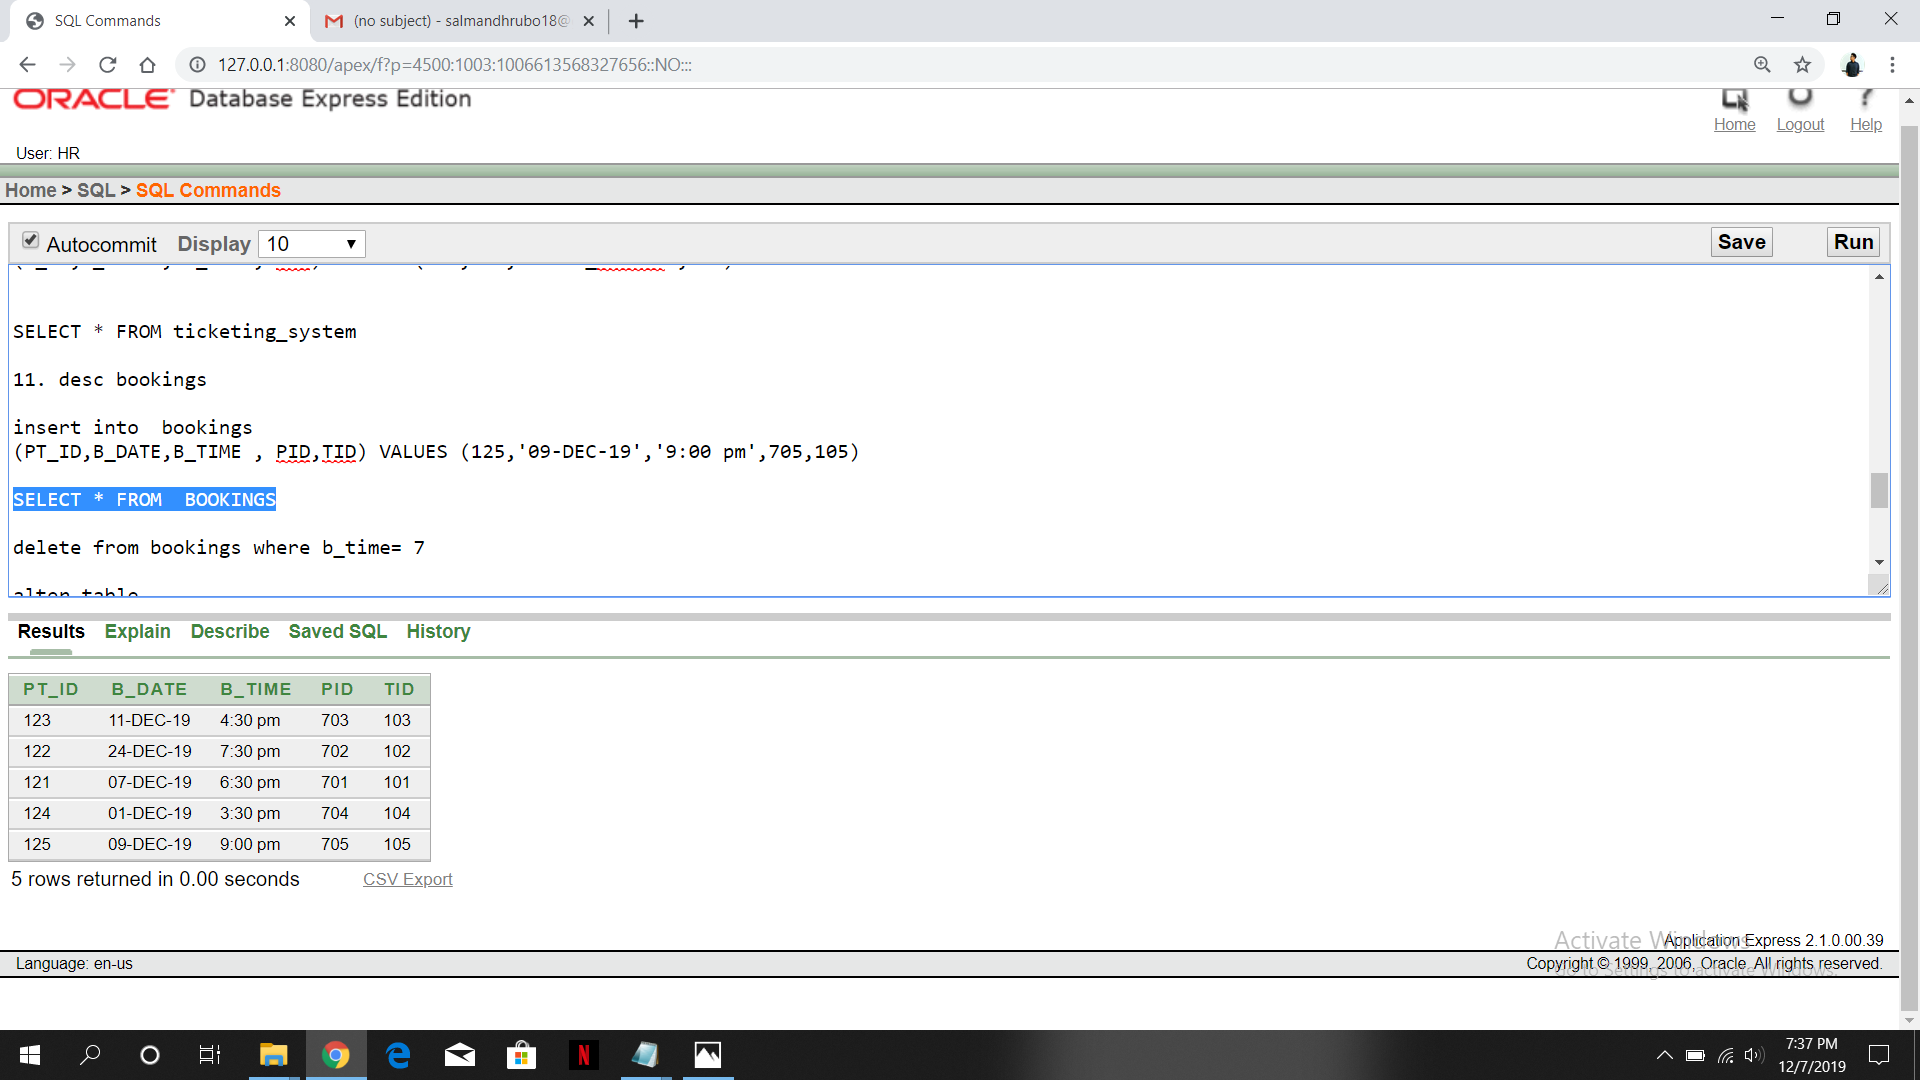 SQL Commands
(no subject) - salmandhrubo18@
127.0.0.1:8080/apex/f?p=4500:1003:1006613568327656::NO:::
ORACLE Database Express Edition
Home Logout Help
User: HR
Home > SQL > SQL Commands
Autocommit Display 10 Save Run
SELECT * FROM ticketing_system
11. desc bookings
insert into  bookings
(PT_ID,B_DATE,B_TIME , PID,TID) VALUES (125,'09-DEC-19','9:00 pm',705,105)
SELECT * FROM  BOOKINGS
delete from bookings where b_time= 7
alter table
Results Explain Describe Saved SQL History
PT_ID B_DATE B_TIME PID TID
123 11-DEC-19 4:30 pm 703 103
122 24-DEC-19 7:30 pm 702 102
121 07-DEC-19 6:30 pm 701 101
124 01-DEC-19 3:30 pm 704 104
125 09-DEC-19 9:00 pm 705 105
5 rows returned in 0.00 seconds CSV Export
Activate Windows
Application Express 2.1.0.00.39
Language: en-us
Copyright © 1999, 2006, Oracle. All rights reserved.
Go to Settings to activate Windows.
7:37 PM
12/7/2019